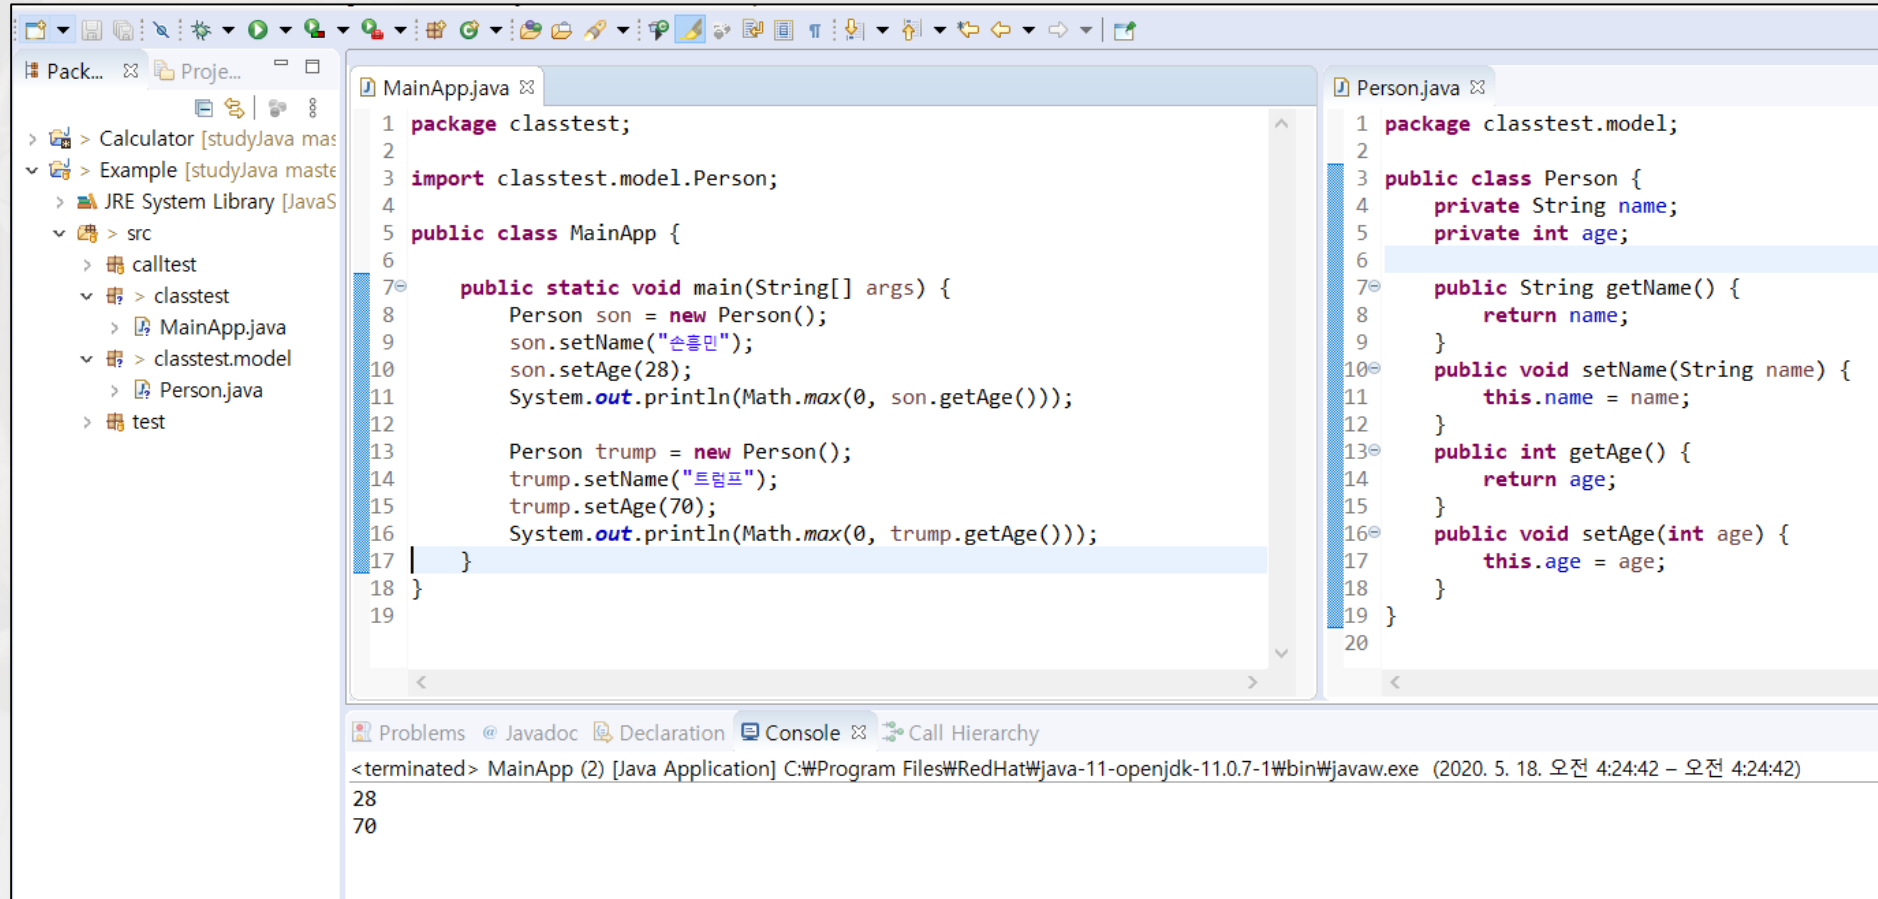 Pack...
Proje...
> Calculator [studyJava mas
> Example [studyJava maste
JRE System Library [JavaS
> src
calltest
> classtest
MainApp.java
> classtest.model
Person.java
test
MainApp.java
1 package classtest;
2
3 import classtest.model.Person;
4
5 public class MainApp {
6
7 public static void main(String[] args) {
8 Person son = new Person();
9 son.setName("손흥민");
10 son.setAge(28);
11 System.out.println(Math.max(0, son.getAge()));
12
13 Person trump = new Person();
14 trump.setName("트럼프");
15 trump.setAge(70);
16 System.out.println(Math.max(0, trump.getAge()));
17 }
18 }
19
Person.java
1 package classtest.model;
2
3 public class Person {
4 private String name;
5 private int age;
6
7 public String getName() {
8 return name;
9 }
10 public void setName(String name) {
11 this.name = name;
12 }
13 public int getAge() {
14 return age;
15 }
16 public void setAge(int age) {
17 this.age = age;
18 }
19 }
20
Problems @ Javadoc Declaration Console Call Hierarchy
<terminated> MainApp (2) [Java Application] C:₩Program Files₩RedHat₩java-11-openjdk-11.0.7-1₩bin₩javaw.exe (2020. 5. 18. 오전 4:24:42 – 오전 4:24:42)
28
70